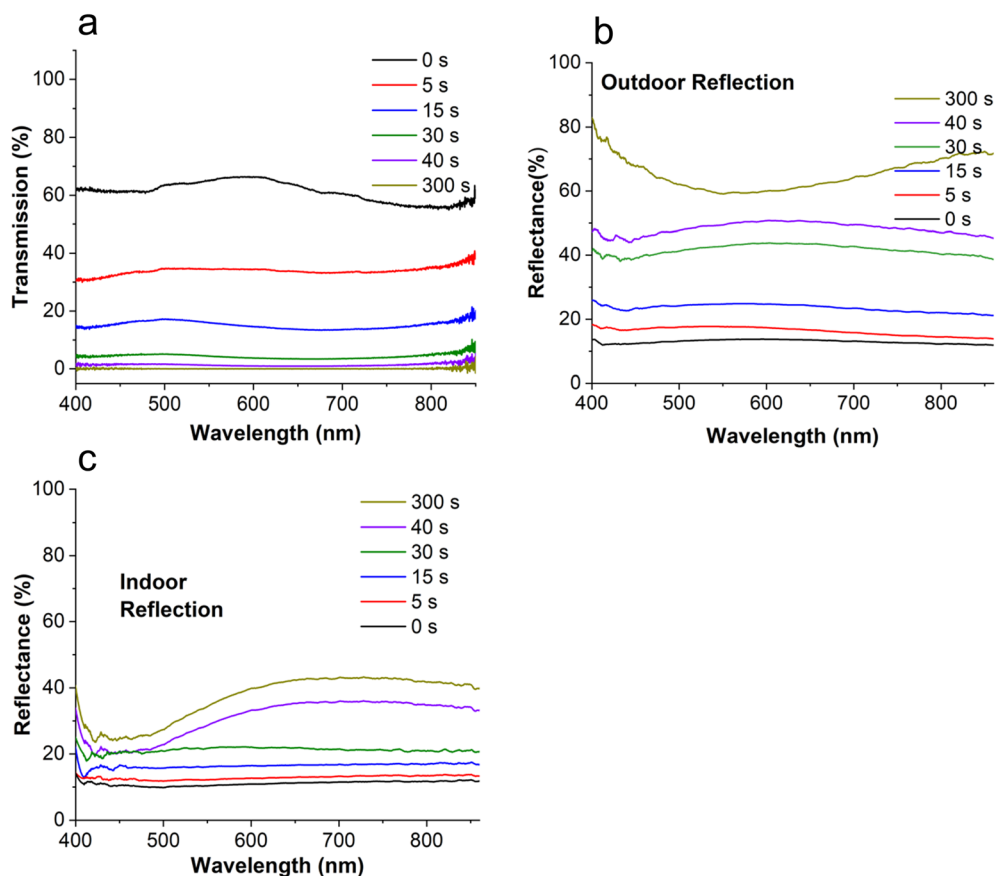 a
100
80
60
40
20
0
Transmission (%)
0 s
5 s
15 s
30 s
40 s
300 s
400 500 600 700 800
Wavelength (nm)
b
Outdoor Reflection
100
80
60
40
20
0
Reflectance(%)
300 s
40 s
30 s
15 s
5 s
0 s
400 500 600 700 800
Wavelength (nm)
c
Indoor
Reflection
100
80
60
40
20
0
Reflectance (%)
300 s
40 s
30 s
15 s
5 s
0 s
400 500 600 700 800
Wavelength (nm)